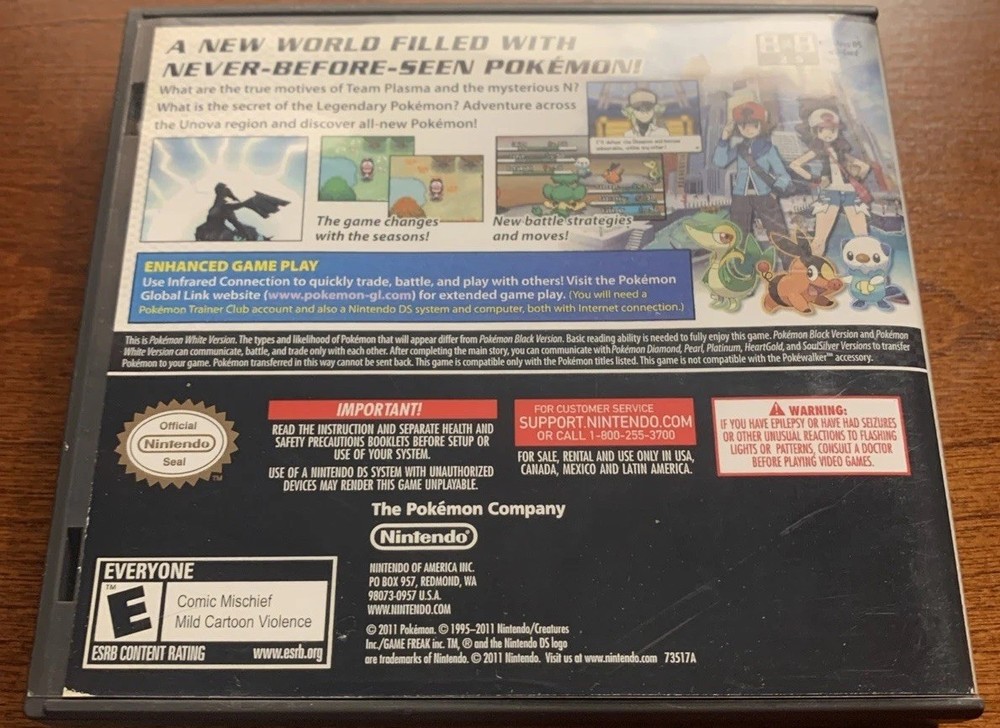 A NEW WORLD FILLED WITH
NEVER-BEFORE-SEEN POKÉMON!
What are the true motives of Team Plasma and the mysterious N?
What is the secret of the Legendary Pokémon? Adventure across
the Unova region and discover all-new Pokémon!
The game changes
with the seasons!
New battle strategies
and moves!
ENHANCED GAME PLAY
Use Infrared Connection to quickly trade, battle, and play with others! Visit the Pokémon
Global Link website (www.pokemon-gl.com) for extended game play. (You will need a
Pokémon Trainer Club account and also a Nintendo DS system and computer, both with Internet connection.)
This is Pokémon White Version. The types and likelihood of Pokémon that will appear differ from Pokémon Black Version. Basic reading ability is needed to fully enjoy this game. Pokémon Black Version and Pokémon
White Version can communicate, battle, and trade only with each other. After completing the main story, you can communicate with Pokémon Diamond, Pearl, Platinum, HeartGold, and SoulSilver Versions to transfer
Pokémon to your game. Pokémon transferred in this way cannot be sent back. This game is compatible only with the Pokémon titles listed. This game is not compatible with the Pokéwalker™ accessory.
Official
Nintendo
Seal
TM
IMPORTANT!
READ THE INSTRUCTION AND SEPARATE HEALTH AND
SAFETY PRECAUTIONS BOOKLETS BEFORE SETUP OR
USE OF YOUR SYSTEM.
USE OF A NINTENDO DS SYSTEM WITH UNAUTHORIZED
DEVICES MAY RENDER THIS GAME UNPLAYABLE.
FOR CUSTOMER SERVICE
SUPPORT.NINTENDO.COM
OR CALL 1-800-255-3700
FOR SALE, RENTAL AND USE ONLY IN USA,
CANADA, MEXICO AND LATIN AMERICA.
WARNING:
IF YOU HAVE EPILEPSY OR HAVE HAD SEIZURES
OR OTHER UNUSUAL REACTIONS TO FLASHING
LIGHTS OR PATTERNS, CONSULT A DOCTOR
BEFORE PLAYING VIDEO GAMES.
The Pokémon Company
Nintendo®
NINTENDO OF AMERICA INC.
PO BOX 957, REDMOND, WA
98073-0957 U.S.A.
WWW.NINTENDO.COM
© 2011 Pokémon. © 1995–2011 Nintendo/Creatures
Inc./GAME FREAK inc. TM, ® and the Nintendo DS logo
are trademarks of Nintendo. © 2011 Nintendo. Visit us at www.nintendo.com 73517A
EVERYONE
TM
E
Comic Mischief
Mild Cartoon Violence
ESRB CONTENT RATING www.esrb.org